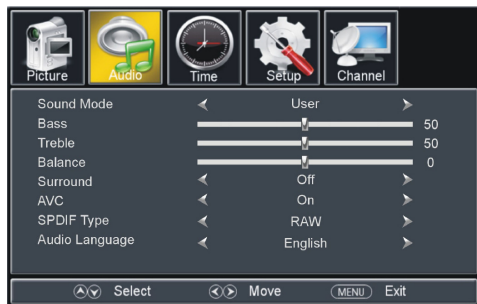 Picture Audio Time Setup Channel
Sound Mode User
Bass 50
Treble 50
Balance 0
Surround Off
AVC On
SPDIF Type RAW
Audio Language English
Select Move MENU Exit